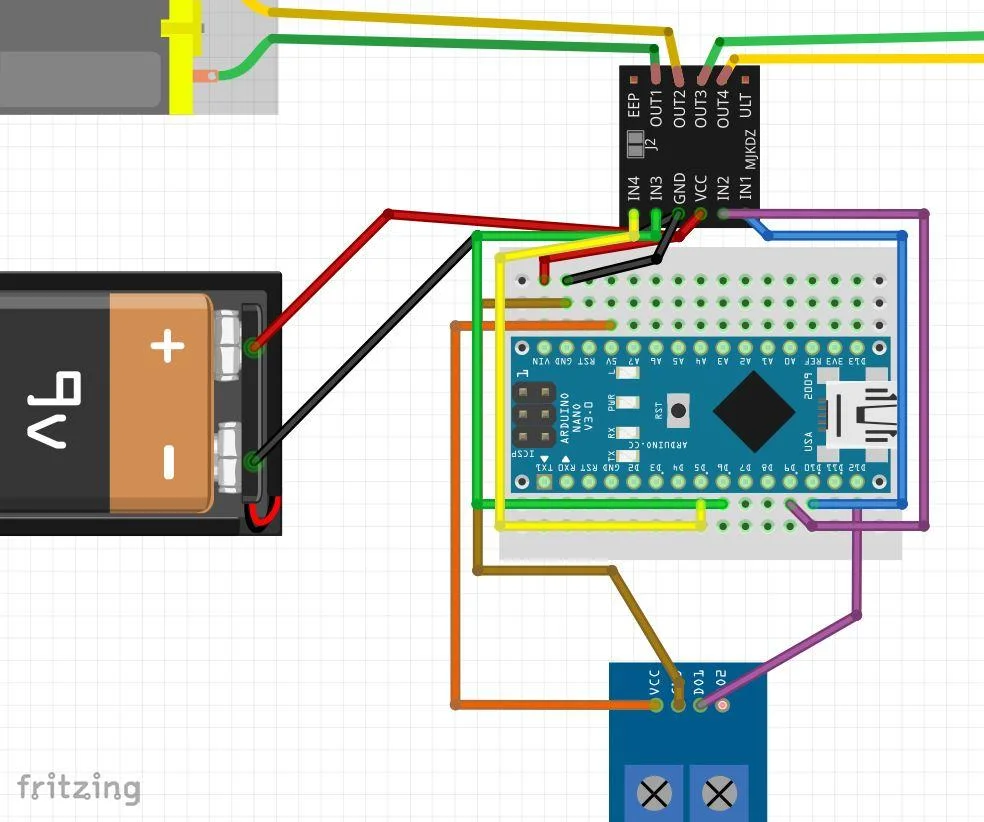 EEP
OUT1
OUT2
OUT3
OUT4
ULT
J2
MJKDZ
IN4
IN3
GND
VCC
IN2
IN1
+
-
9V
VIN GND RST 5V A7 A6 A5 A4 A3 A2 A1 A0 REF 3V3 D13
1
L
PWR
RX
TX
ARDUINO
NANO
V3.0
ICSP
RST
ARDUINO.CC
2009
USA
TX1 RX0 RST GND D2 D3 D4 D5 D6 D7 D8 D9 D10 D11 D12
VCC
DO1
fritzing